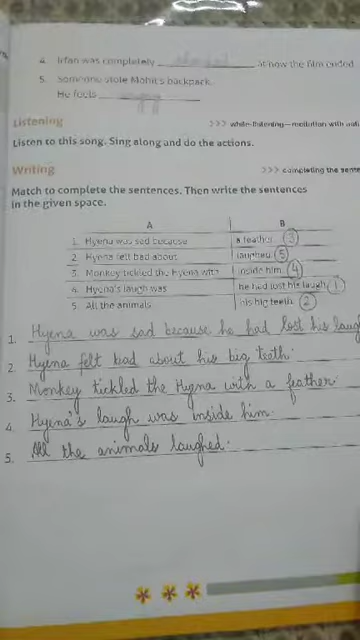 4. Irfan was completely at how the film ended.
5. Someone stole Mohit's backpack.
He feels
Listening >>> while-listening—recitation with
Listen to this song. Sing along and do the actions.
Writing >>> completing the
Match to complete the sentences. Then write the sentences
in the given space.
A B
1. Hyena was sad because a feather. 3
2. Hyena felt bad about laughed. 5
3. Monkey tickled the Hyena with inside him. 4
4. Hyena's laugh was he had lost his laugh. 1
5. All the animals his big teeth. 2
1. Hyena was sad because he had lost his laug
2. Hyena felt bad about his big teeth.
3. Monkey tickled the Hyena with a feather.
4. Hyena's laugh was inside him.
5. All the animals laughed.